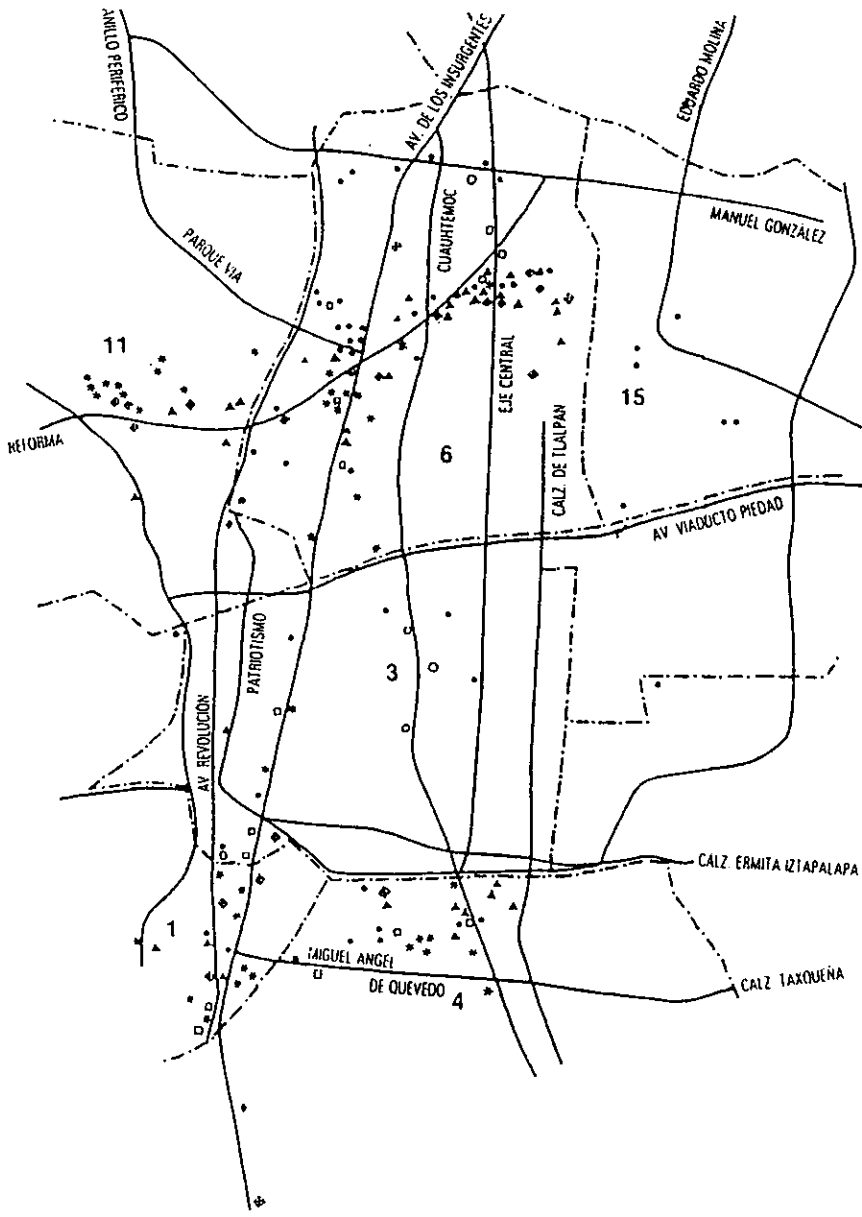 ANILLO PERIFERICO
AV. DE LOS INSURGENTES
EDUARDO MOLINA
MANUEL GONZÁLEZ
CUAUHTEMOC
PARQUE VIA
11
15
EJE CENTRAL
CALZ. DE TLALPAN
REFORMA
6
AV VIADUCTO PIEDAD
PATRIOTISMO
3
AV. REVOLUCIÓN
CALZ. ERMITA IZTAPALAPA
1
MIGUEL ANGEL
DE QUEVEDO
4
CALZ TAXQUEÑA